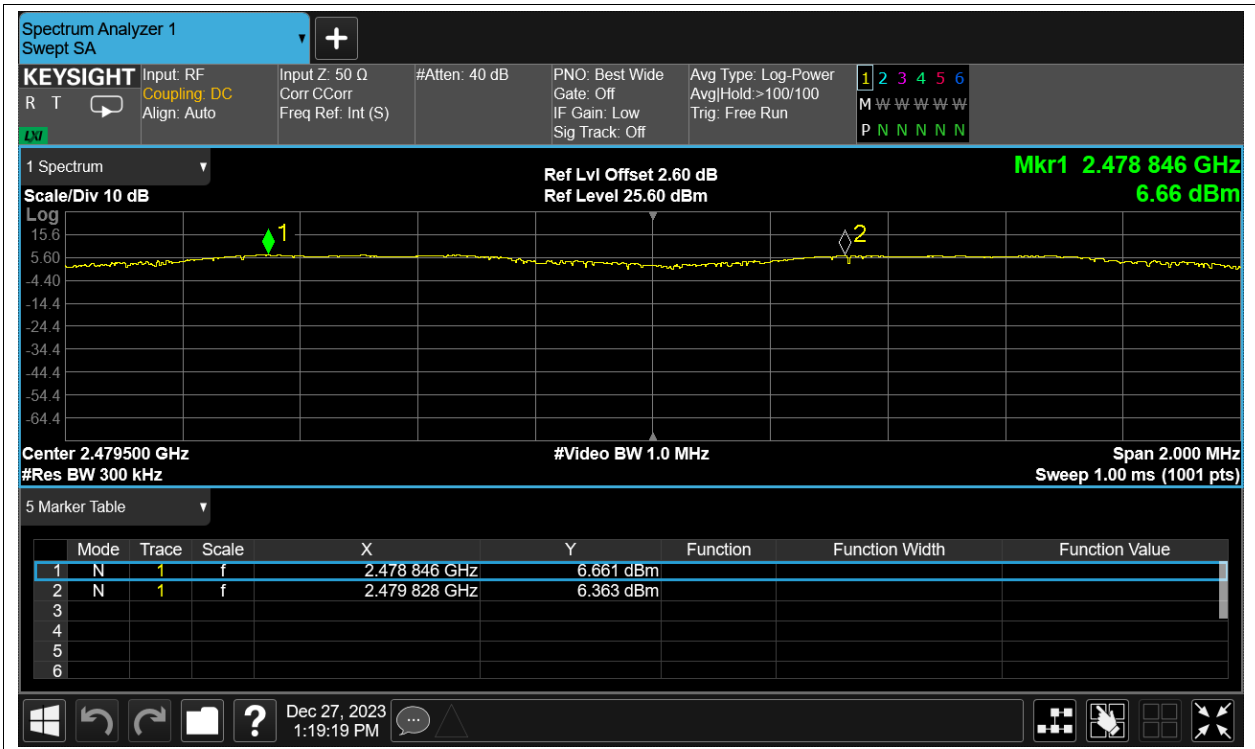 Spectrum Analyzer 1
Swept SA
KEYSIGHT
R T
LXI
Input: RF
Coupling: DC
Align: Auto
Input Z: 50 Ω
Corr CCorr
Freq Ref: Int (S)
#Atten: 40 dB
PNO: Best Wide
Gate: Off
IF Gain: Low
Sig Track: Off
Avg Type: Log-Power
Avg|Hold:>100/100
Trig: Free Run
1 2 3 4 5 6
M W W W W W
P N N N N N
1 Spectrum
Scale/Div 10 dB
Ref Lvl Offset 2.60 dB
Ref Level 25.60 dBm
Mkr1 2.478 846 GHz
6.66 dBm
Log
15.6
5.60
-4.40
-14.4
-24.4
-34.4
-44.4
-54.4
-64.4
1
2
Center 2.479500 GHz
#Res BW 300 kHz
#Video BW 1.0 MHz
Span 2.000 MHz
Sweep 1.00 ms (1001 pts)
5 Marker Table
Mode Trace Scale X Y Function Function Width Function Value
1 N 1 f 2.478 846 GHz 6.661 dBm
2 N 1 f 2.479 828 GHz 6.363 dBm
3
4
5
6
?
Dec 27, 2023
1:19:19 PM